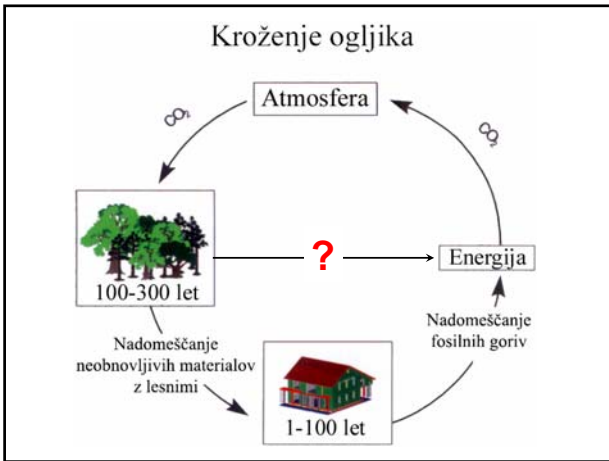 Kroženje ogljika
Atmosfera
CO₂
CO₂
100-300 let
?
Energija
Nadomeščanje
neobnovljivih materialov
z lesnimi
Nadomeščanje
fosilnih goriv
1-100 let